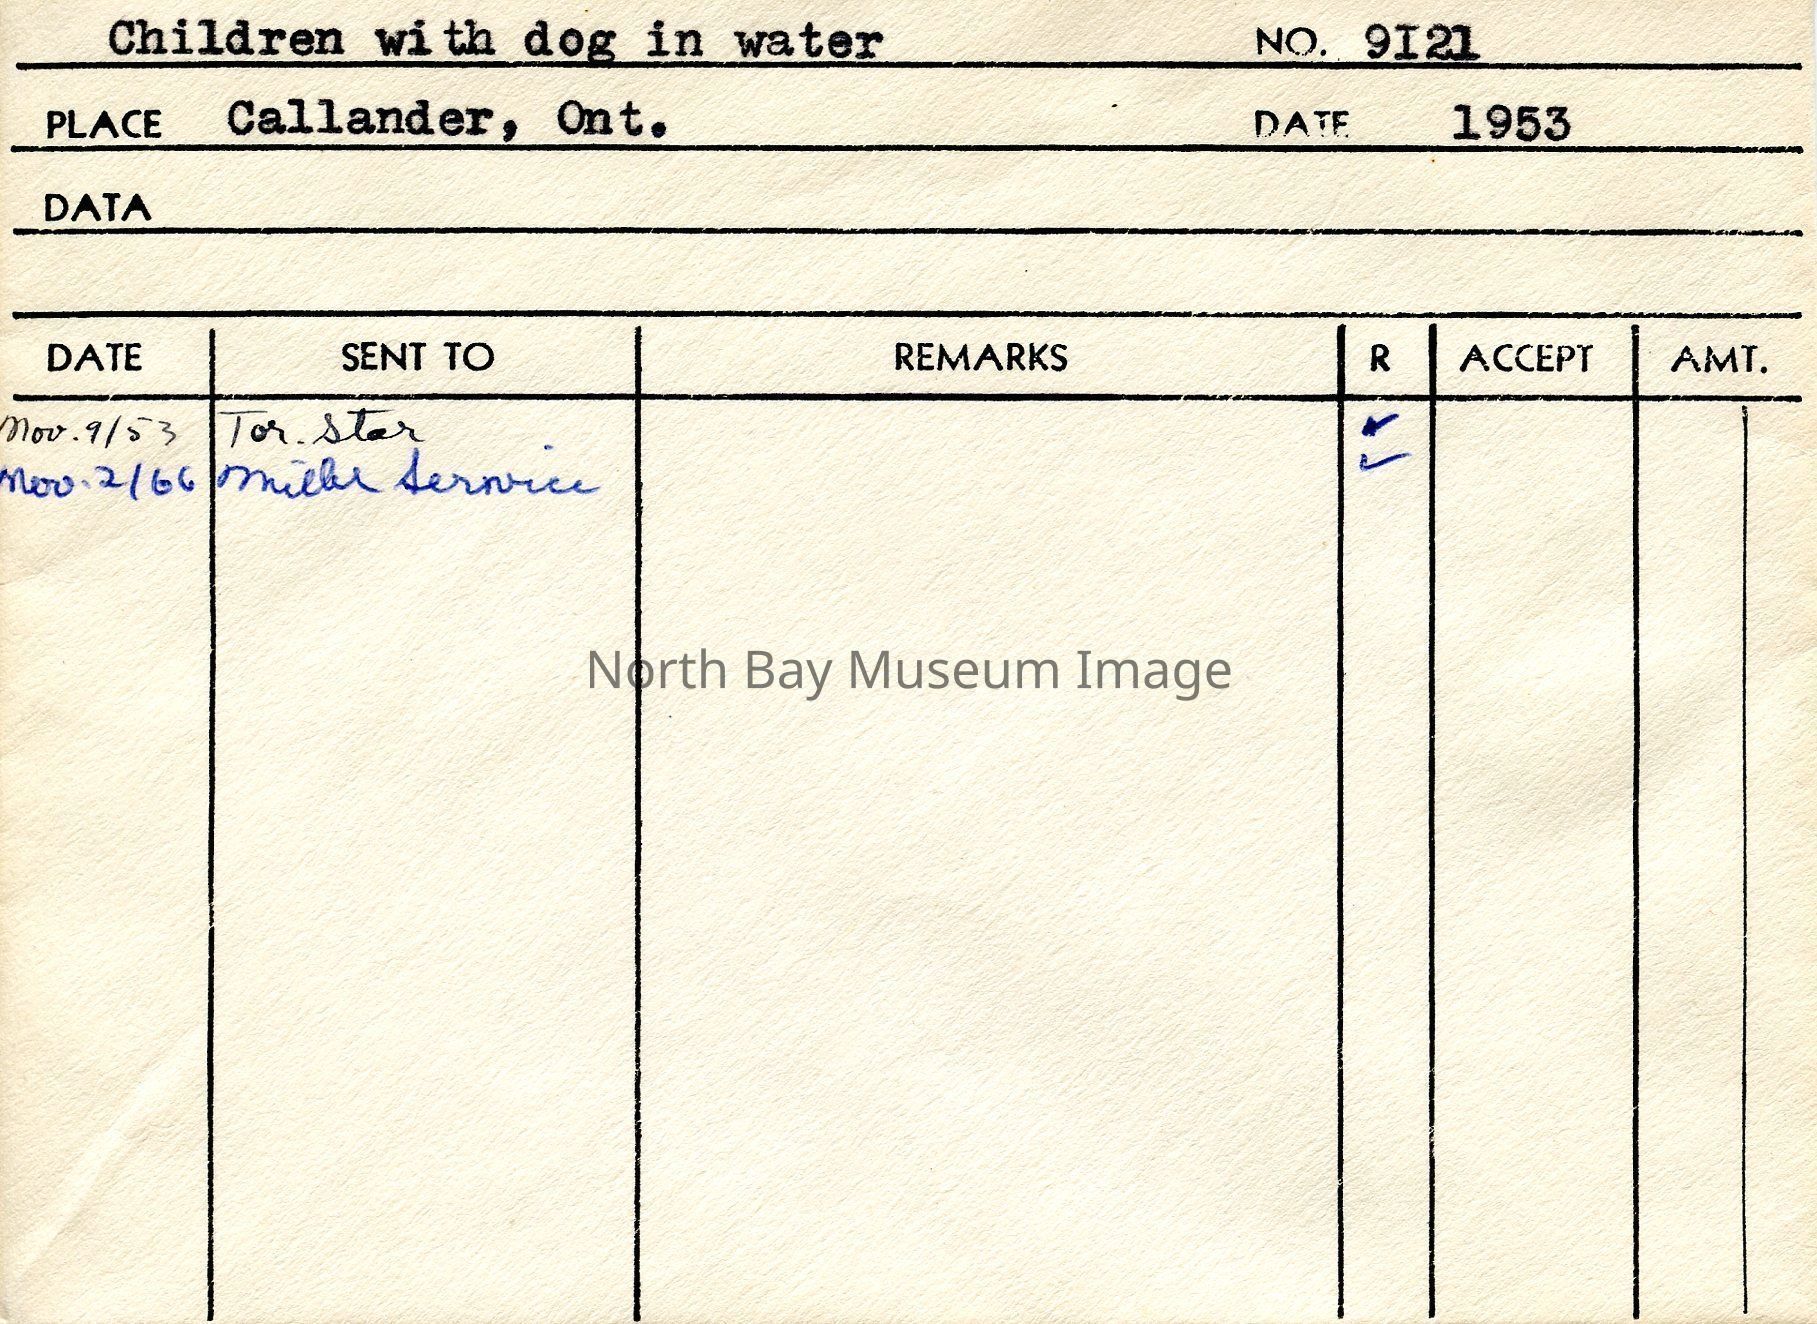 Children with dog in water NO. 9I21
PLACE Callander, Ont. DATE 1953
DATA
DATE SENT TO REMARKS R ACCEPT AMT.
Nov. 9/53 Tor. Star ✓
Nov. 2/66 Miller Service ✓
North Bay Museum Image